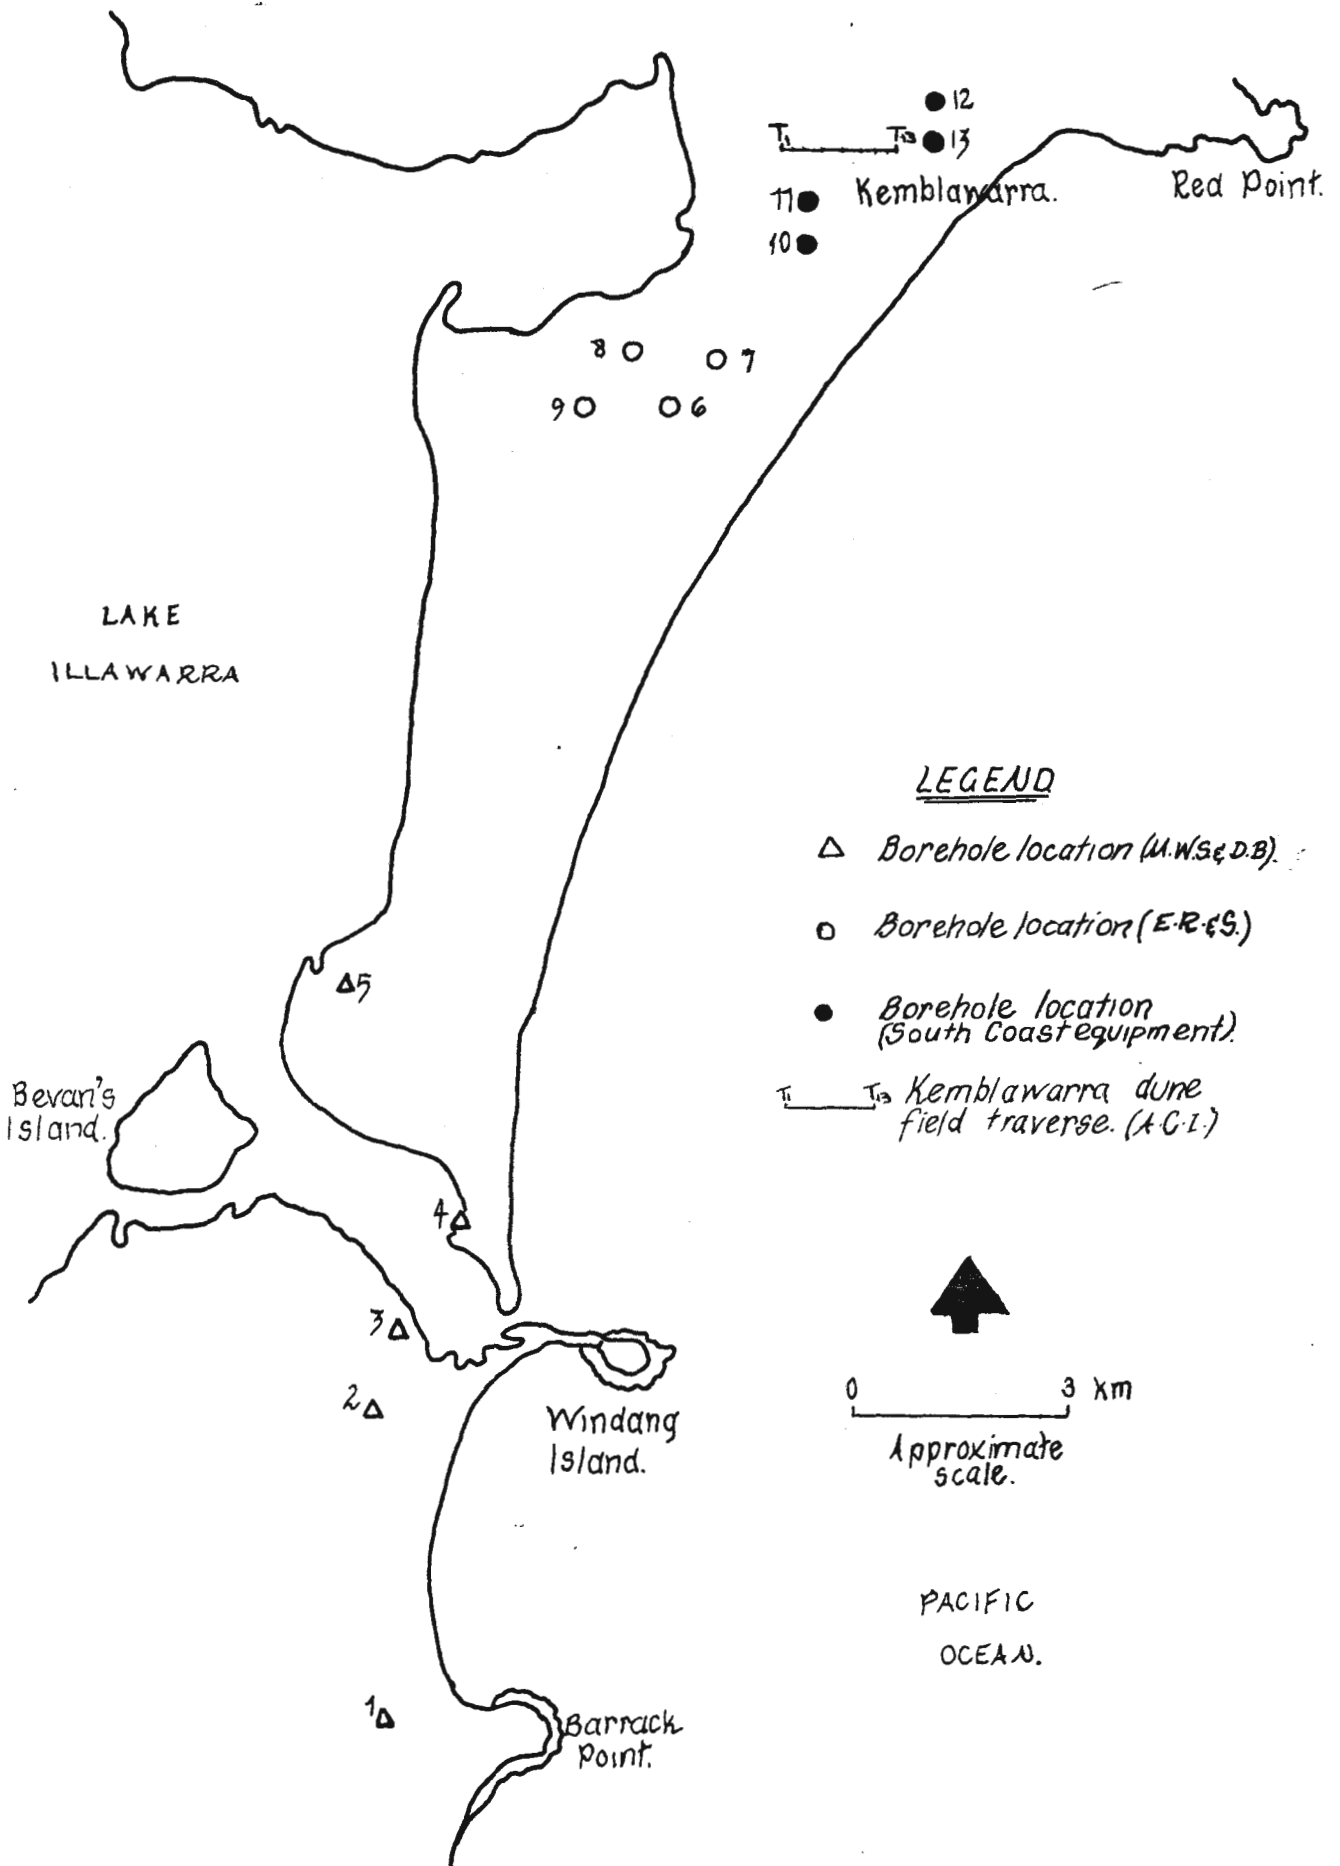 12
T1 T13 13
Kemblawarra.
Red Point.
11
10
8
7
9
6
LAKE
ILLAWARRA
LEGEND
Borehole location (M.W.S.& D.B).
Borehole location (E.R.&S.)
Borehole location
(South Coast equipment).
T1 T13 Kemblawarra dune
field traverse. (A.C.I.)
5
Bevan's
Island.
4
3
2
Windang
Island.
0 3 km
Approximate
scale.
PACIFIC
OCEAN.
1
Barrack
Point.